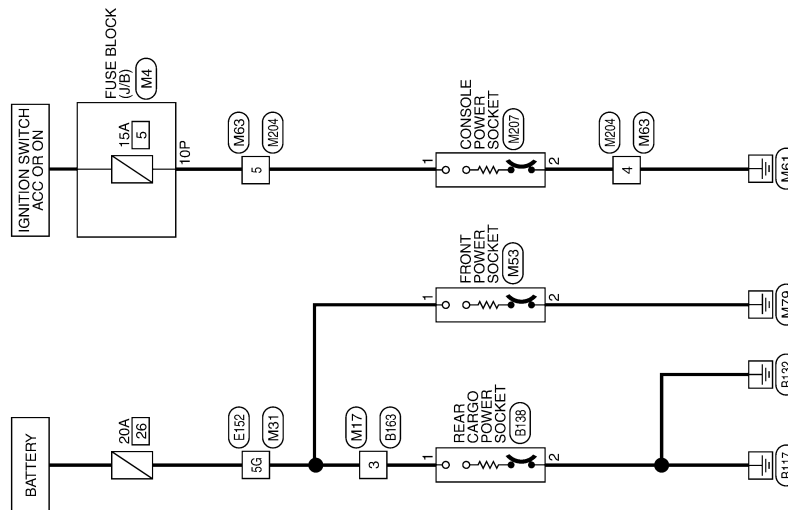 IGNITION SWITCH
ACC OR ON
FUSE BLOCK
(J/B)
M4
15A
5
10P
M63
M204
5
CONSOLE
POWER
SOCKET
M207
1
2
M204
M63
4
M61
FRONT
POWER
SOCKET
M53
1
2
M79
BATTERY
20A
26
E152
M31
5G
M17
B163
3
REAR
CARGO
POWER
SOCKET
B138
1
2
B117
B132